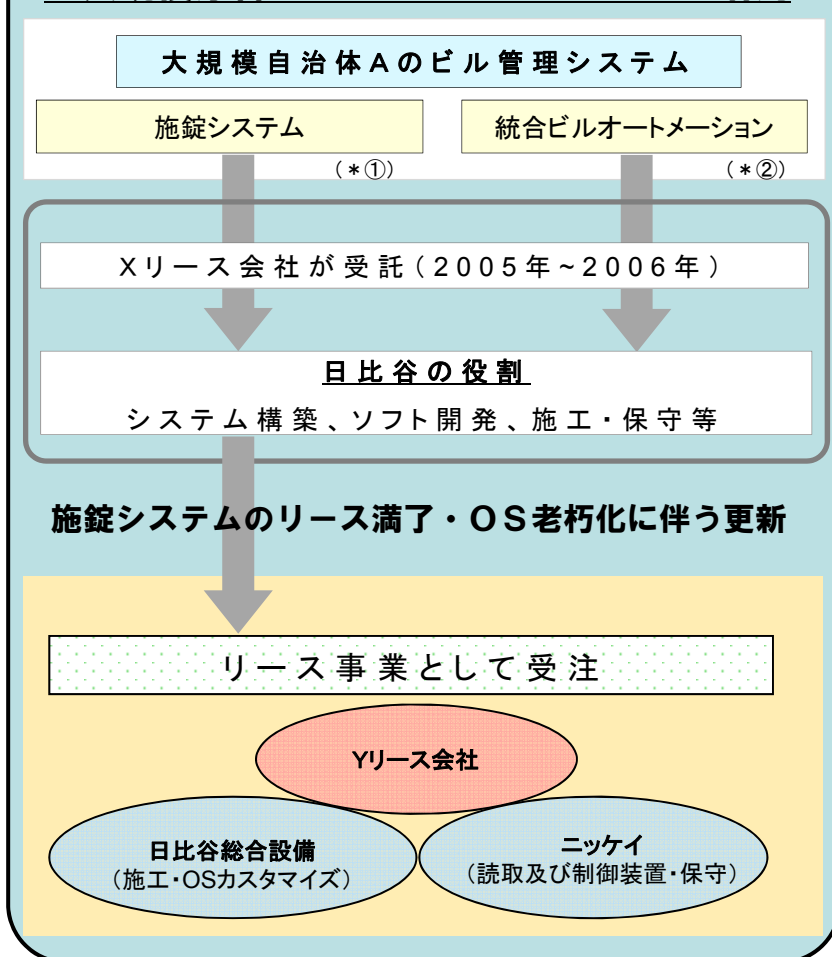 大規模自治体Aのビル管理システム
施錠システム
統合ビルオートメーション
(*①)
(*②)
Xリース会社が受託(2005年~2006年)
日比谷の役割
システム構築、ソフト開発、施工・保守等
施錠システムのリース満了・OS老朽化に伴う更新
リース事業として受注
Yリース会社
日比谷総合設備
(施工・OSカスタマイズ)
ニッケイ
(読取及び制御装置・保守)